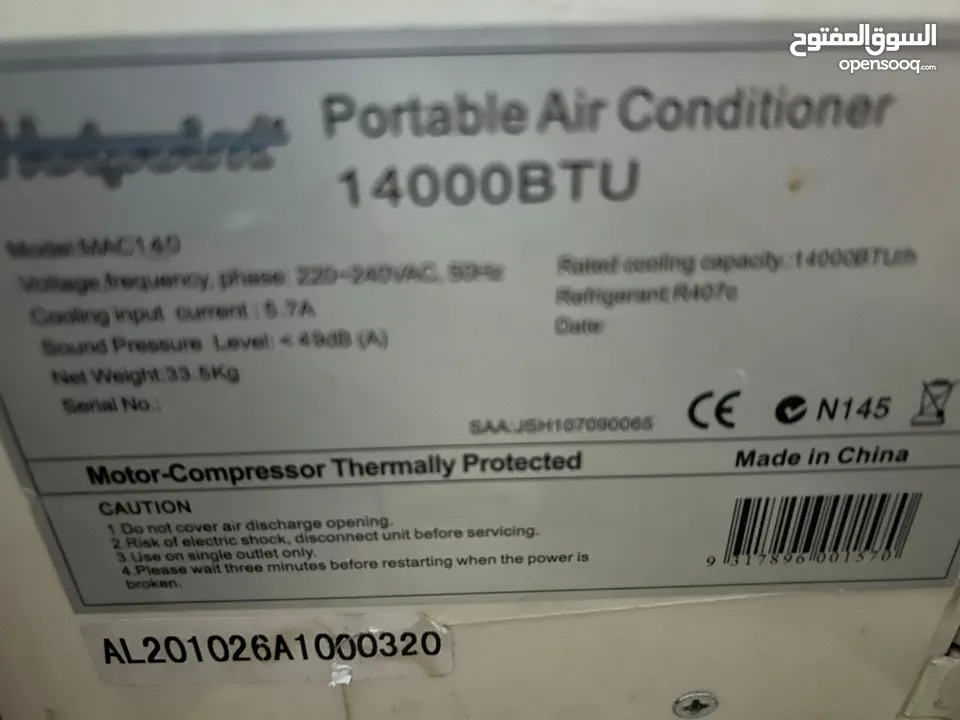 السوق المفتوح
opensooq.com
Hotpoint
Portable Air Conditioner
14000BTU
Model:MAC140
Voltage,frequency, phase: 220~240VAC, 50Hz
Cooling input current : 5.7A
Sound Pressure Level: < 49dB (A)
Net Weight:33.5Kg
Serial No.:
Rated cooling capacity.:14000BTU/h
Refrigerant:R407c
Date:
SAA:JSH107090065
CE
N145
Motor-Compressor Thermally Protected
Made in China
CAUTION
1.Do not cover air discharge opening.
2.Risk of electric shock, disconnect unit before servicing.
3.Use on single outlet only.
4.Please wait three minutes before restarting when the power is
broken.
9 317896 001570
AL201026A1000320